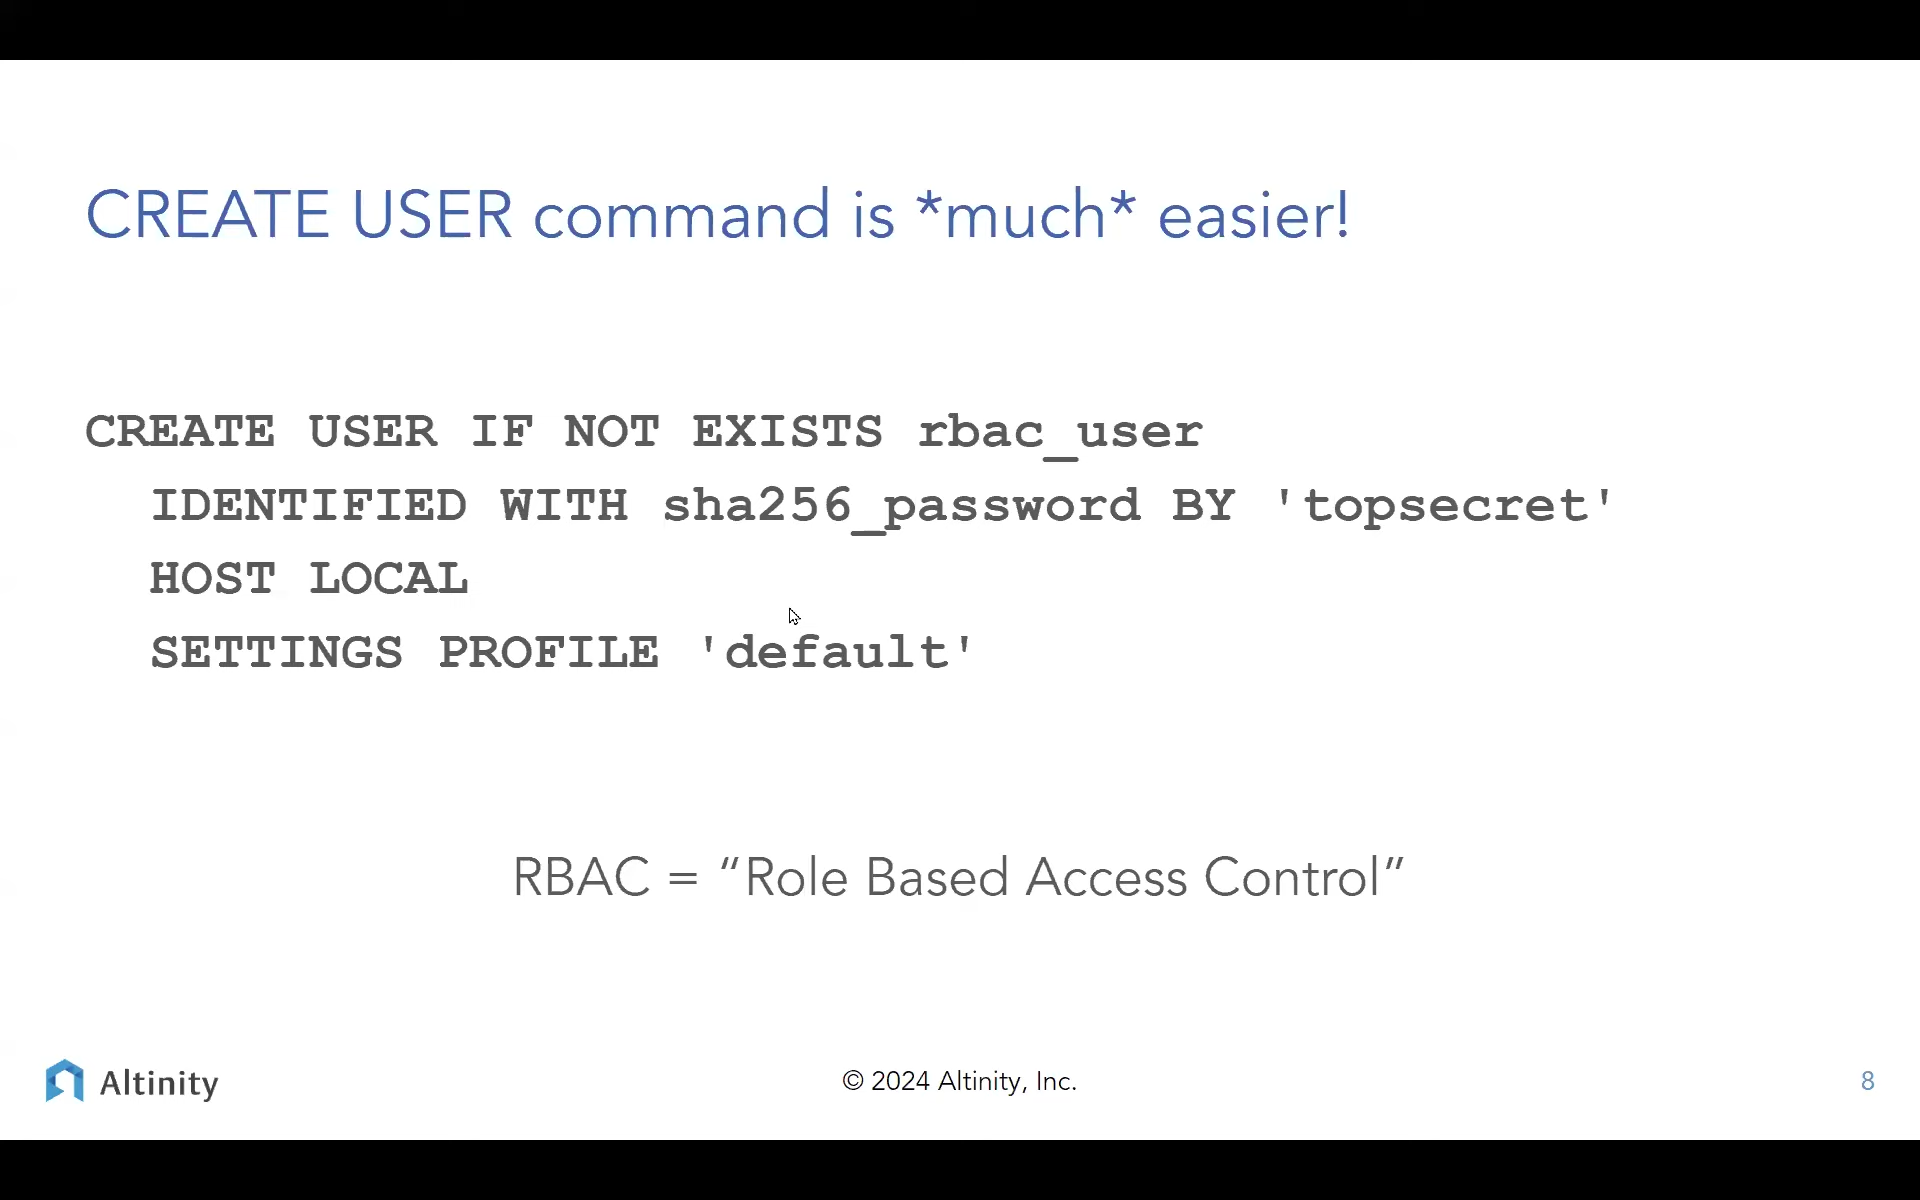 CREATE USER command is *much* easier!
CREATE USER IF NOT EXISTS rbac_user
IDENTIFIED WITH sha256_password BY 'topsecret'
HOST LOCAL
SETTINGS PROFILE 'default'
RBAC = “Role Based Access Control”
Altinity
© 2024 Altinity, Inc.
8